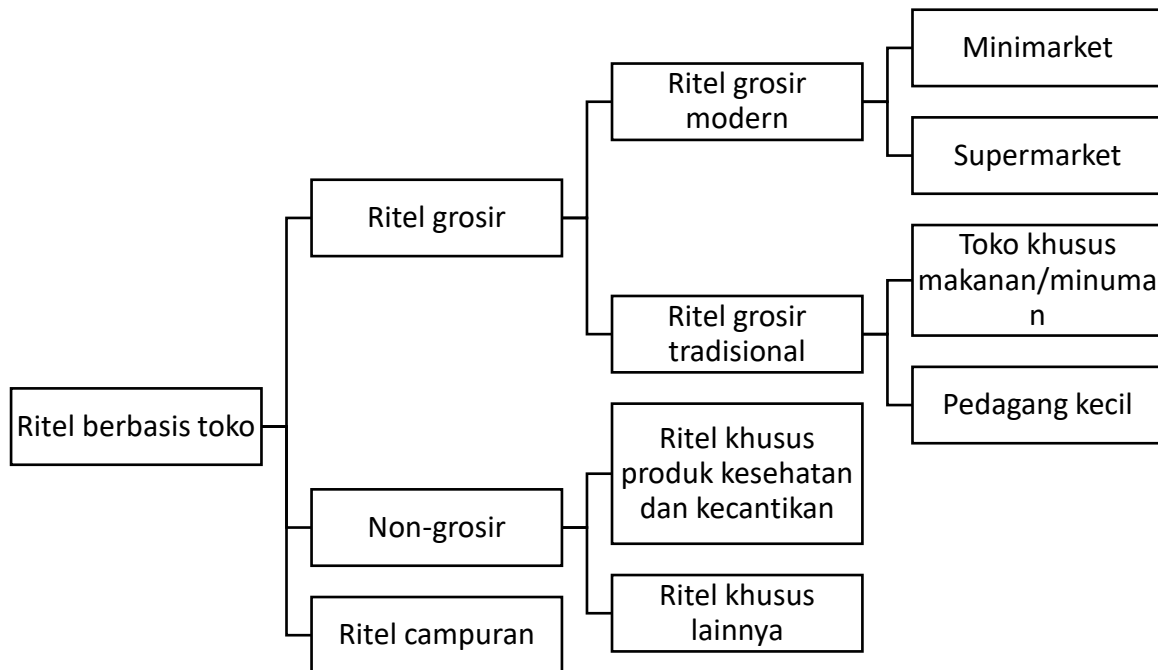 Minimarket
Ritel grosir
modern
Supermarket
Ritel grosir
Toko khusus
makanan/minuma
n
Ritel grosir
tradisional
Pedagang kecil
Ritel berbasis toko
Ritel khusus
produk kesehatan
dan kecantikan
Non-grosir
Ritel khusus
lainnya
Ritel campuran